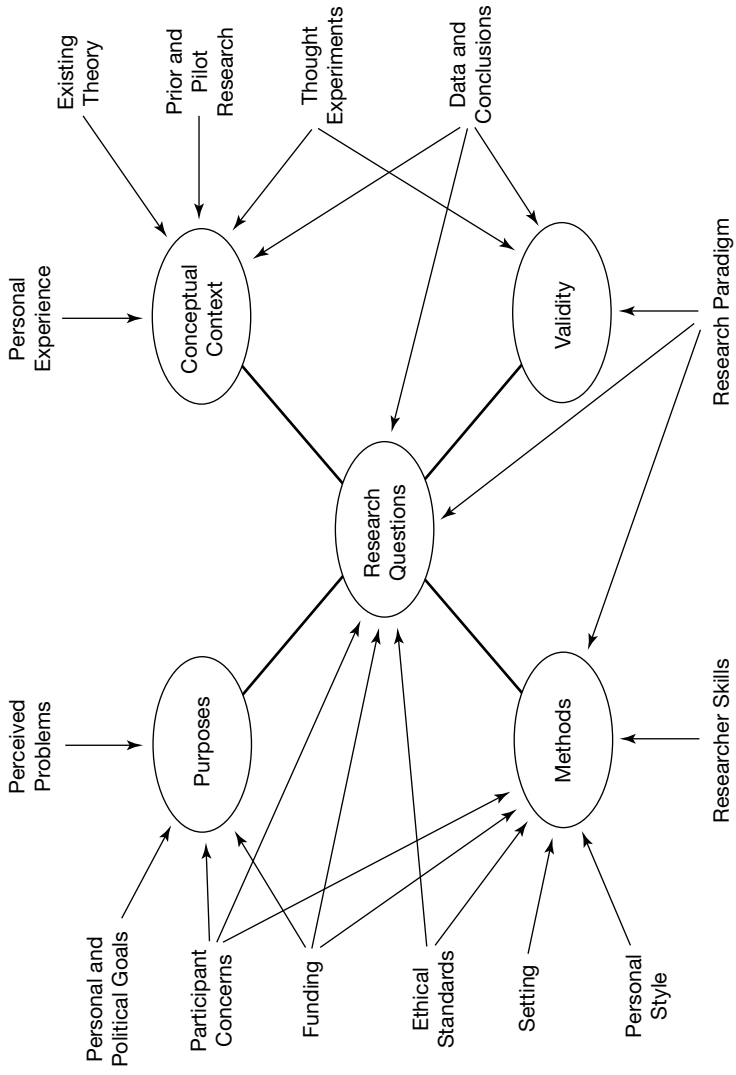 Perceived
Problems
Personal
Experience
Personal and
Political Goals
Existing
Theory
Participant
Concerns
Purposes
Conceptual
Context
Prior and
Pilot
Research
Funding
Research
Questions
Thought
Experiments
Ethical
Standards
Data and
Conclusions
Setting
Methods
Validity
Personal
Style
Researcher Skills
Research Paradigm